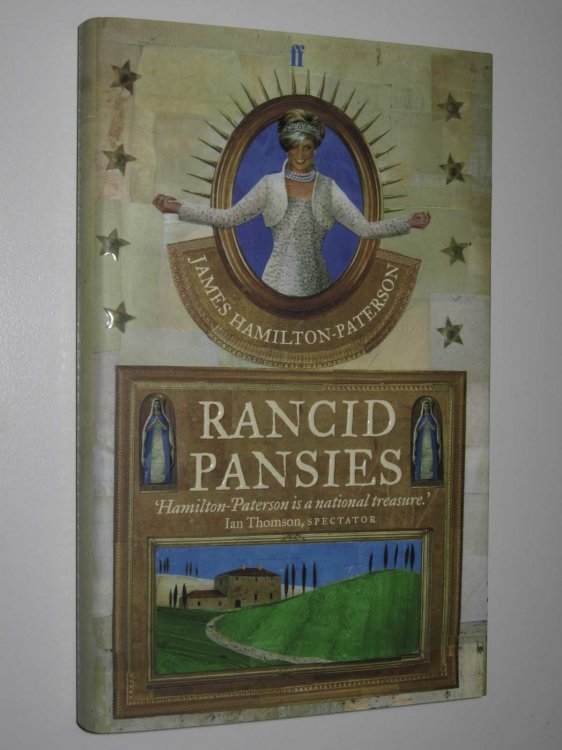 ff
JAMES HAMILTON-PATERSON
RANCID
PANSIES
'Hamilton-Paterson is a national treasure.'
Ian Thomson, SPECTATOR